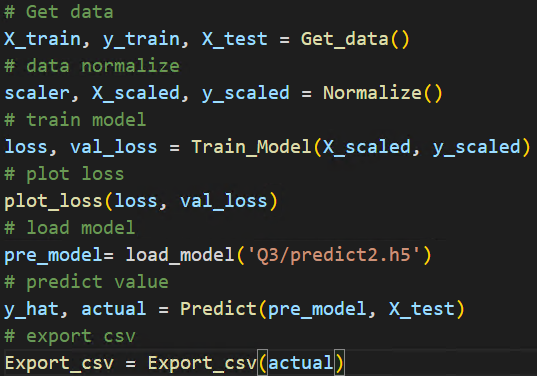 # Get data
X_train, y_train, X_test = Get_data()
# data normalize
scaler, X_scaled, y_scaled = Normalize()
# train model
loss, val_loss = Train_Model(X_scaled, y_scaled)
# plot loss
plot_loss(loss, val_loss)
# load model
pre_model= load_model('Q3/predict2.h5')
# predict value
y_hat, actual = Predict(pre_model, X_test)
# export csv
Export_csv = Export_csv(actual)